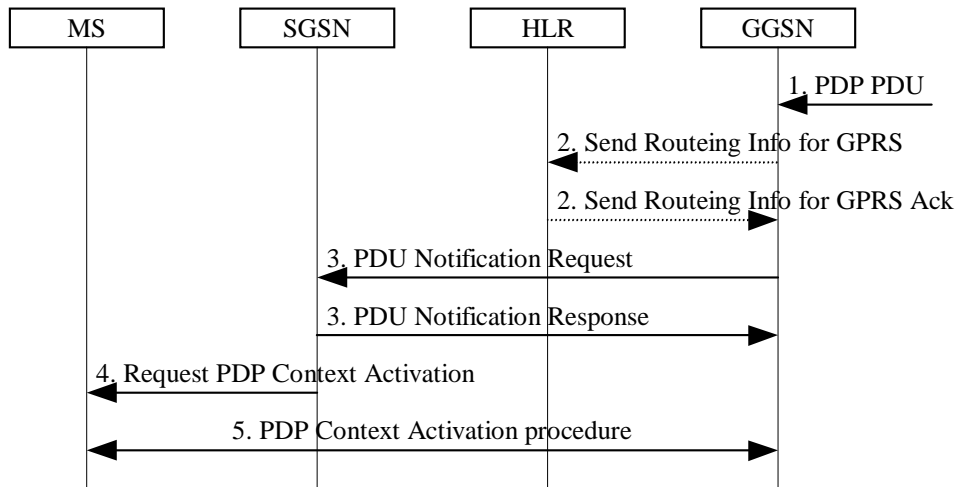 MS SGSN HLR GGSN
1. PDP PDU
2. Send Routeing Info for GPRS
2. Send Routeing Info for GPRS Ack
3. PDU Notification Request
3. PDU Notification Response
4. Request PDP Context Activation
5. PDP Context Activation procedure